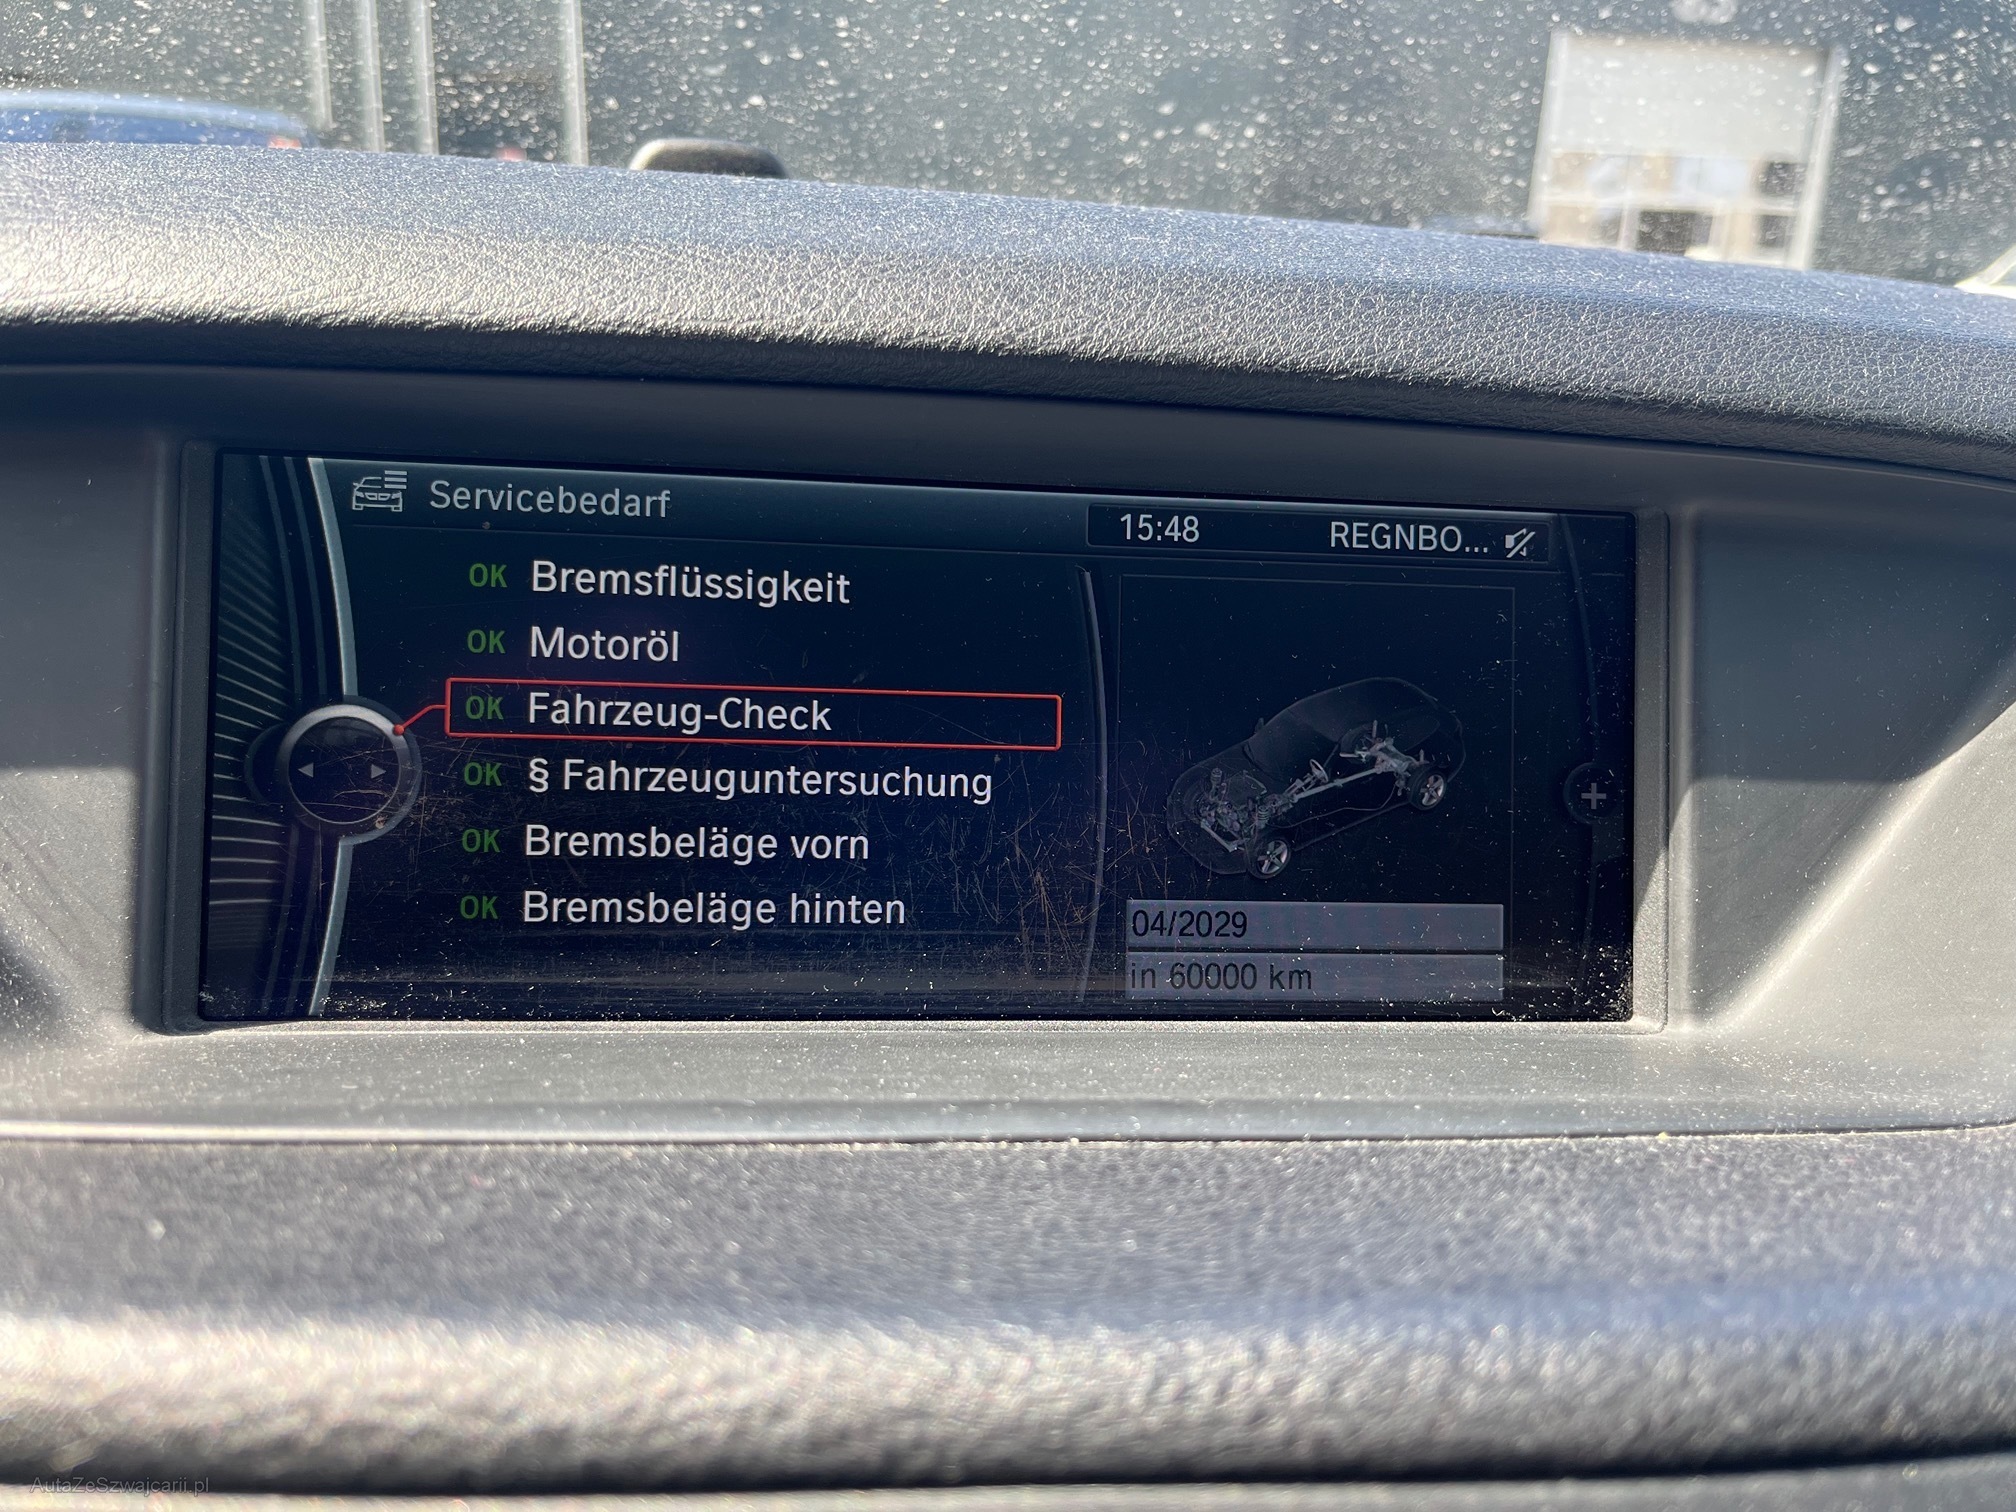 Servicebedarf
15:48 REGNBO...
OK Bremsflüssigkeit
OK Motoröl
OK Fahrzeug-Check
OK § Fahrzeuguntersuchung
OK Bremsbeläge vorn
OK Bremsbeläge hinten
04/2029
in 60000 km
AutaZeSzwajcarii.pl